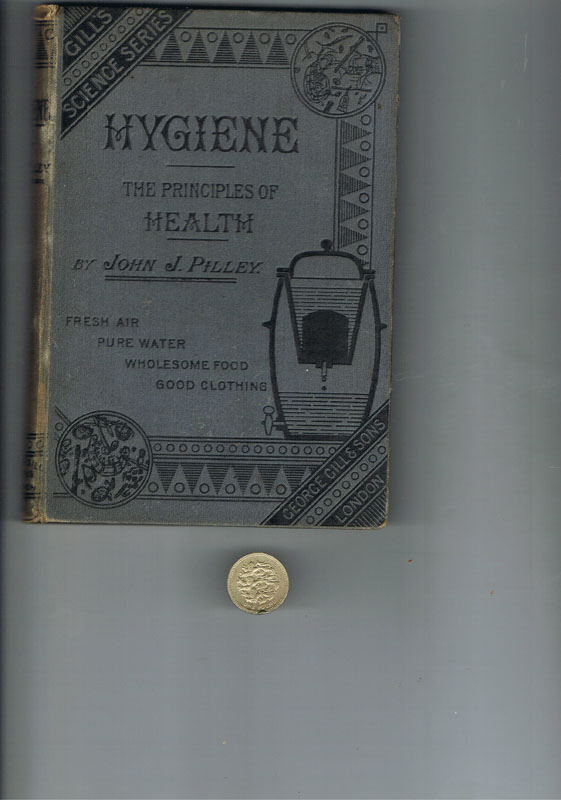 GILL'S
SCIENCE SERIES
HYGIENE
THE PRINCIPLES OF
HEALTH
BY JOHN J. PILLEY.
FRESH AIR
PURE WATER
WHOLESOME FOOD
GOOD CLOTHING
GEORGE GILL & SONS
LONDON